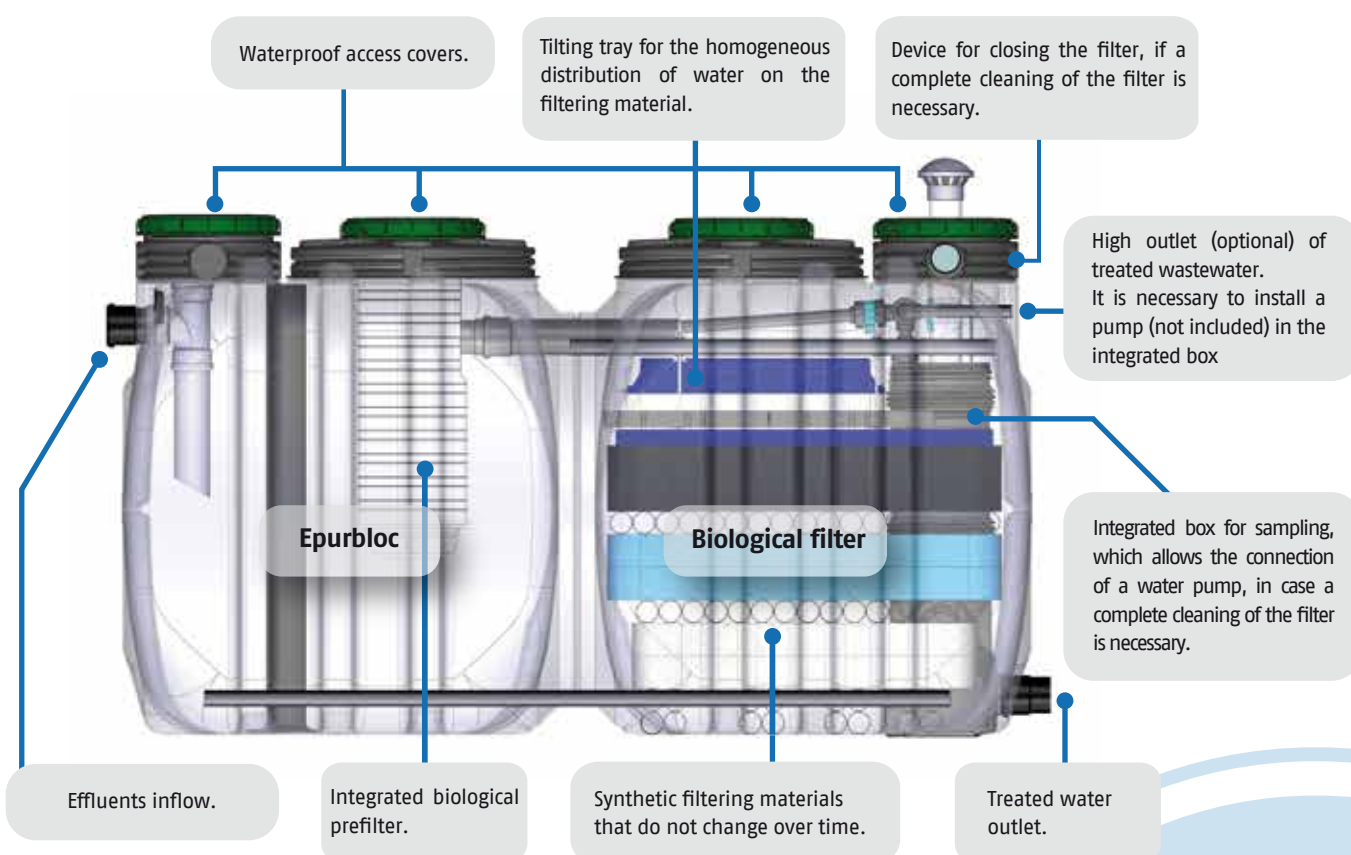 Waterproof access covers.
Tilting tray for the homogeneous
distribution of water on the
filtering material.
Device for closing the filter, if a
complete cleaning of the filter is
necessary.
High outlet (optional) of
treated wastewater.
It is necessary to install a
pump (not included) in the
integrated box
Epurbloc
Biological filter
Integrated box for sampling,
which allows the connection
of a water pump, in case a
complete cleaning of the filter
is necessary.
Effluents inflow.
Integrated biological
prefilter.
Synthetic filtering materials
that do not change over time.
Treated water
outlet.